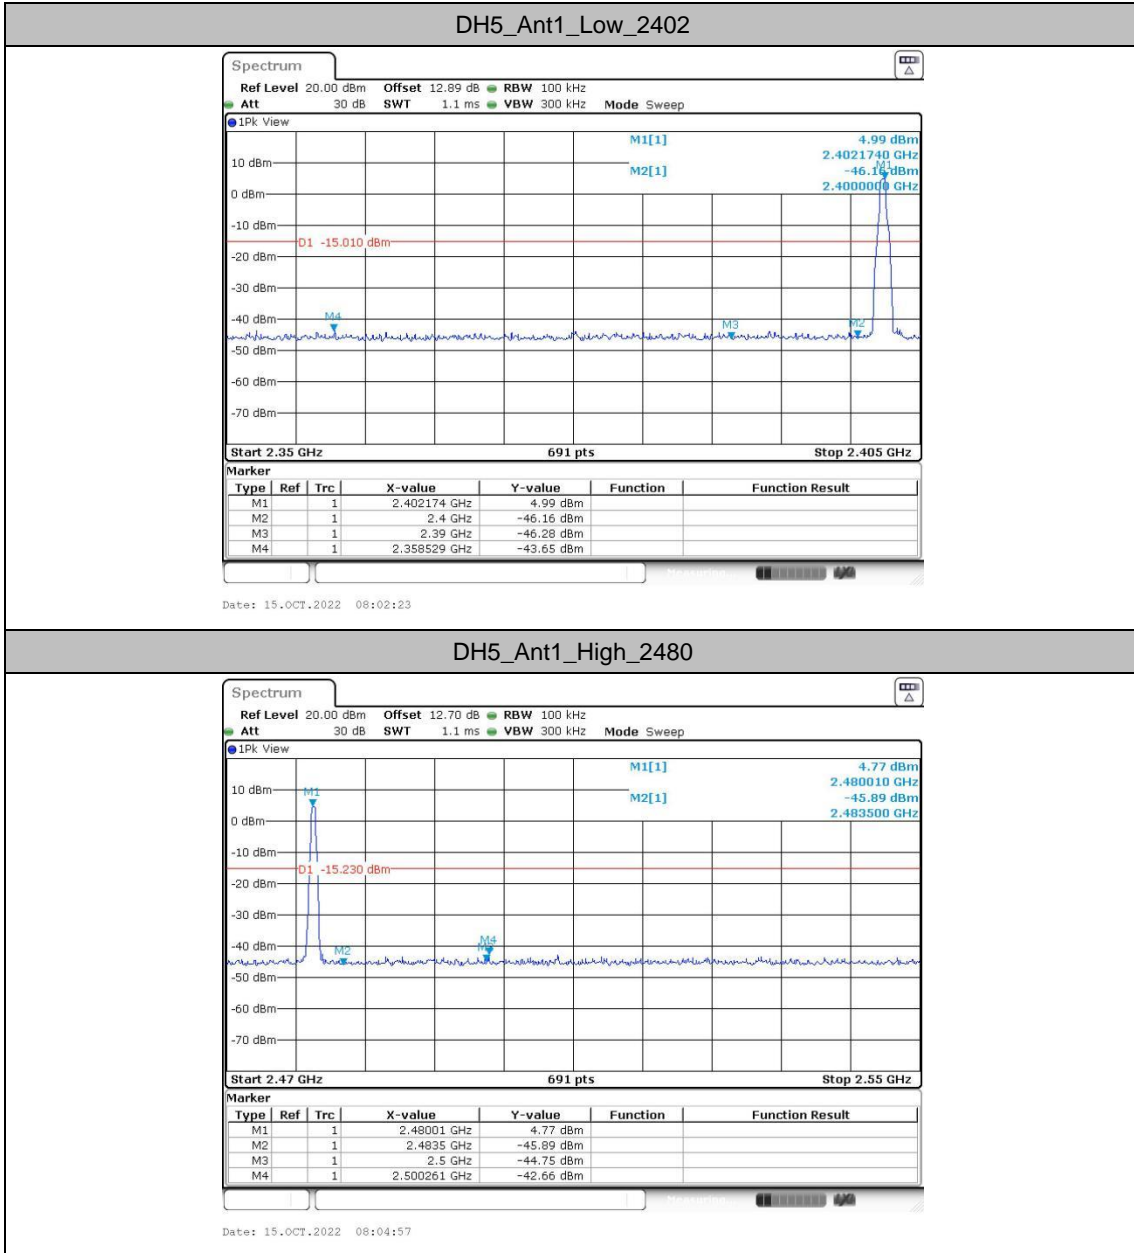 DH5_Ant1_Low_2402
Spectrum
Ref Level 20.00 dBm Offset 12.89 dB RBW 100 kHz
Att 30 dB SWT 1.1 ms VBW 300 kHz Mode Sweep
1Pk View
M1[1] 4.99 dBm
2.4021740 GHz
M2[1] -46.16 dBm
2.4000000 GHz
M1
10 dBm
0 dBm
-10 dBm
D1 -15.010 dBm
-20 dBm
-30 dBm
-40 dBm
M4
M3
M2
-50 dBm
-60 dBm
-70 dBm
Start 2.35 GHz 691 pts Stop 2.405 GHz
Marker
Type Ref Trc X-value Y-value Function Function Result
M1 1 2.402174 GHz 4.99 dBm
M2 1 2.4 GHz -46.16 dBm
M3 1 2.39 GHz -46.28 dBm
M4 1 2.358529 GHz -43.65 dBm
Measuring...
Date: 15.OCT.2022 08:02:23
DH5_Ant1_High_2480
Spectrum
Ref Level 20.00 dBm Offset 12.70 dB RBW 100 kHz
Att 30 dB SWT 1.1 ms VBW 300 kHz Mode Sweep
1Pk View
M1[1] 4.77 dBm
2.480010 GHz
M2[1] -45.89 dBm
2.483500 GHz
10 dBm
M1
0 dBm
-10 dBm
D1 -15.230 dBm
-20 dBm
-30 dBm
-40 dBm
M4
M2
-50 dBm
-60 dBm
-70 dBm
Start 2.47 GHz 691 pts Stop 2.55 GHz
Marker
Type Ref Trc X-value Y-value Function Function Result
M1 1 2.48001 GHz 4.77 dBm
M2 1 2.4835 GHz -45.89 dBm
M3 1 2.5 GHz -44.75 dBm
M4 1 2.500261 GHz -42.66 dBm
Measuring...
Date: 15.OCT.2022 08:04:57